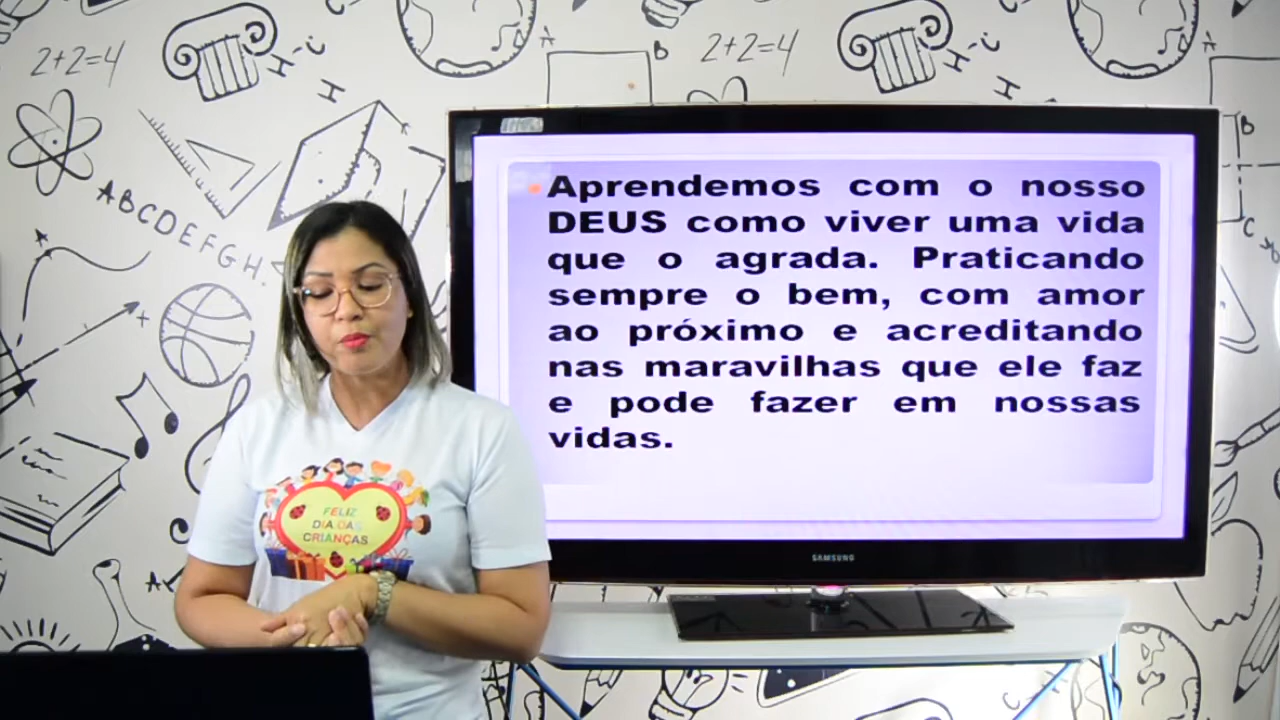 2+2=4
H
H
A
B
2+2=4
H
H
A
B
C
ABCDEFGH.
Aprendemos com o nosso
DEUS como viver uma vida
que o agrada. Praticando
sempre o bem, com amor
ao próximo e acreditando
nas maravilhas que ele faz
e pode fazer em nossas
vidas.
FELIZ
DIA DAS
CRIANÇAS
SAMSUNG
A